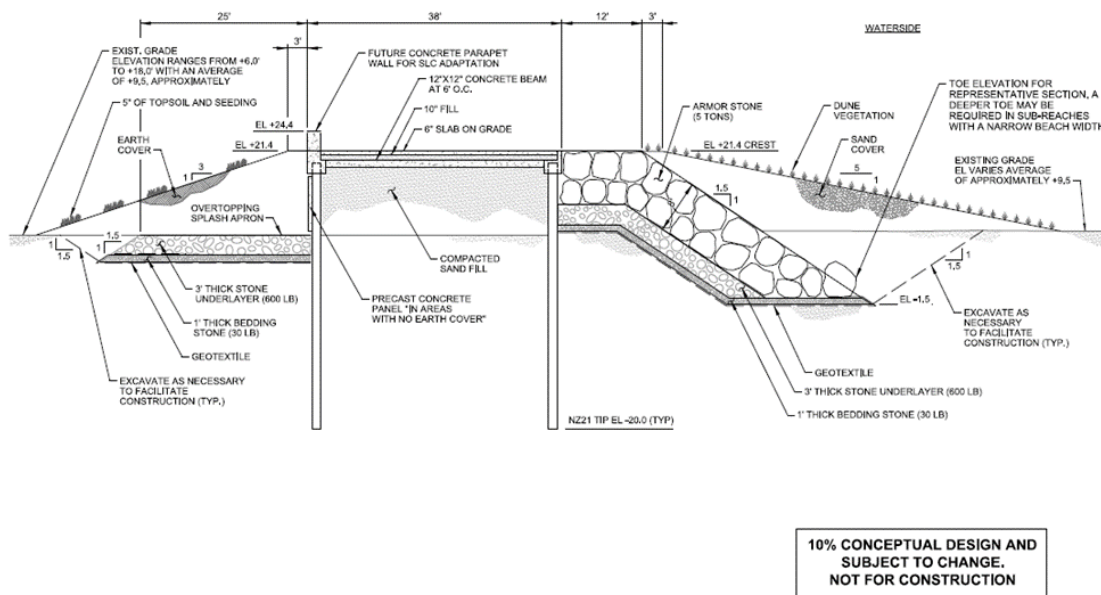 25'
38'
12'
3'
WATERSIDE
3'
EXIST. GRADE
ELEVATION RANGES FROM +6.0'
TO +18.0' WITH AN AVERAGE
OF +9.5, APPROXIMATELY
5" OF TOPSOIL AND SEEDING
EARTH
COVER
EL +24.4
EL +21.4
1
3
OVERTOPPING
SPLASH APRON
1
1.5
1.5
1
3' THICK STONE
UNDERLAYER (600 LB)
1' THICK BEDDING
STONE (30 LB)
GEOTEXTILE
EXCAVATE AS NECESSARY
TO FACILITATE
CONSTRUCTION (TYP.)
FUTURE CONCRETE PARAPET
WALL FOR SLC ADAPTATION
12"X12" CONCRETE BEAM
AT 6' O.C.
10" FILL
6" SLAB ON GRADE
COMPACTED
SAND FILL
PRECAST CONCRETE
PANEL "IN AREAS
WITH NO EARTH COVER"
NZ21 TIP EL -20.0 (TYP)
ARMOR STONE
(5 TONS)
DUNE
VEGETATION
SAND
COVER
EL +21.4 CREST
1.5
1
5
1
TOE ELEVATION FOR
REPRESENTATIVE SECTION, A
DEEPER TOE MAY BE
REQUIRED IN SUB-REACHES
WITH A NARROW BEACH WIDTH
EXISTING GRADE
EL VARIES AVERAGE
OF APPROXIMATELY +9.5
1
1.5
EL -1.5
EXCAVATE AS
NECESSARY
TO FACILITATE
CONSTRUCTION (TYP.)
GEOTEXTILE
3' THICK STONE UNDERLAYER (600 LB)
1' THICK BEDDING STONE (30 LB)
10% CONCEPTUAL DESIGN AND
SUBJECT TO CHANGE.
NOT FOR CONSTRUCTION